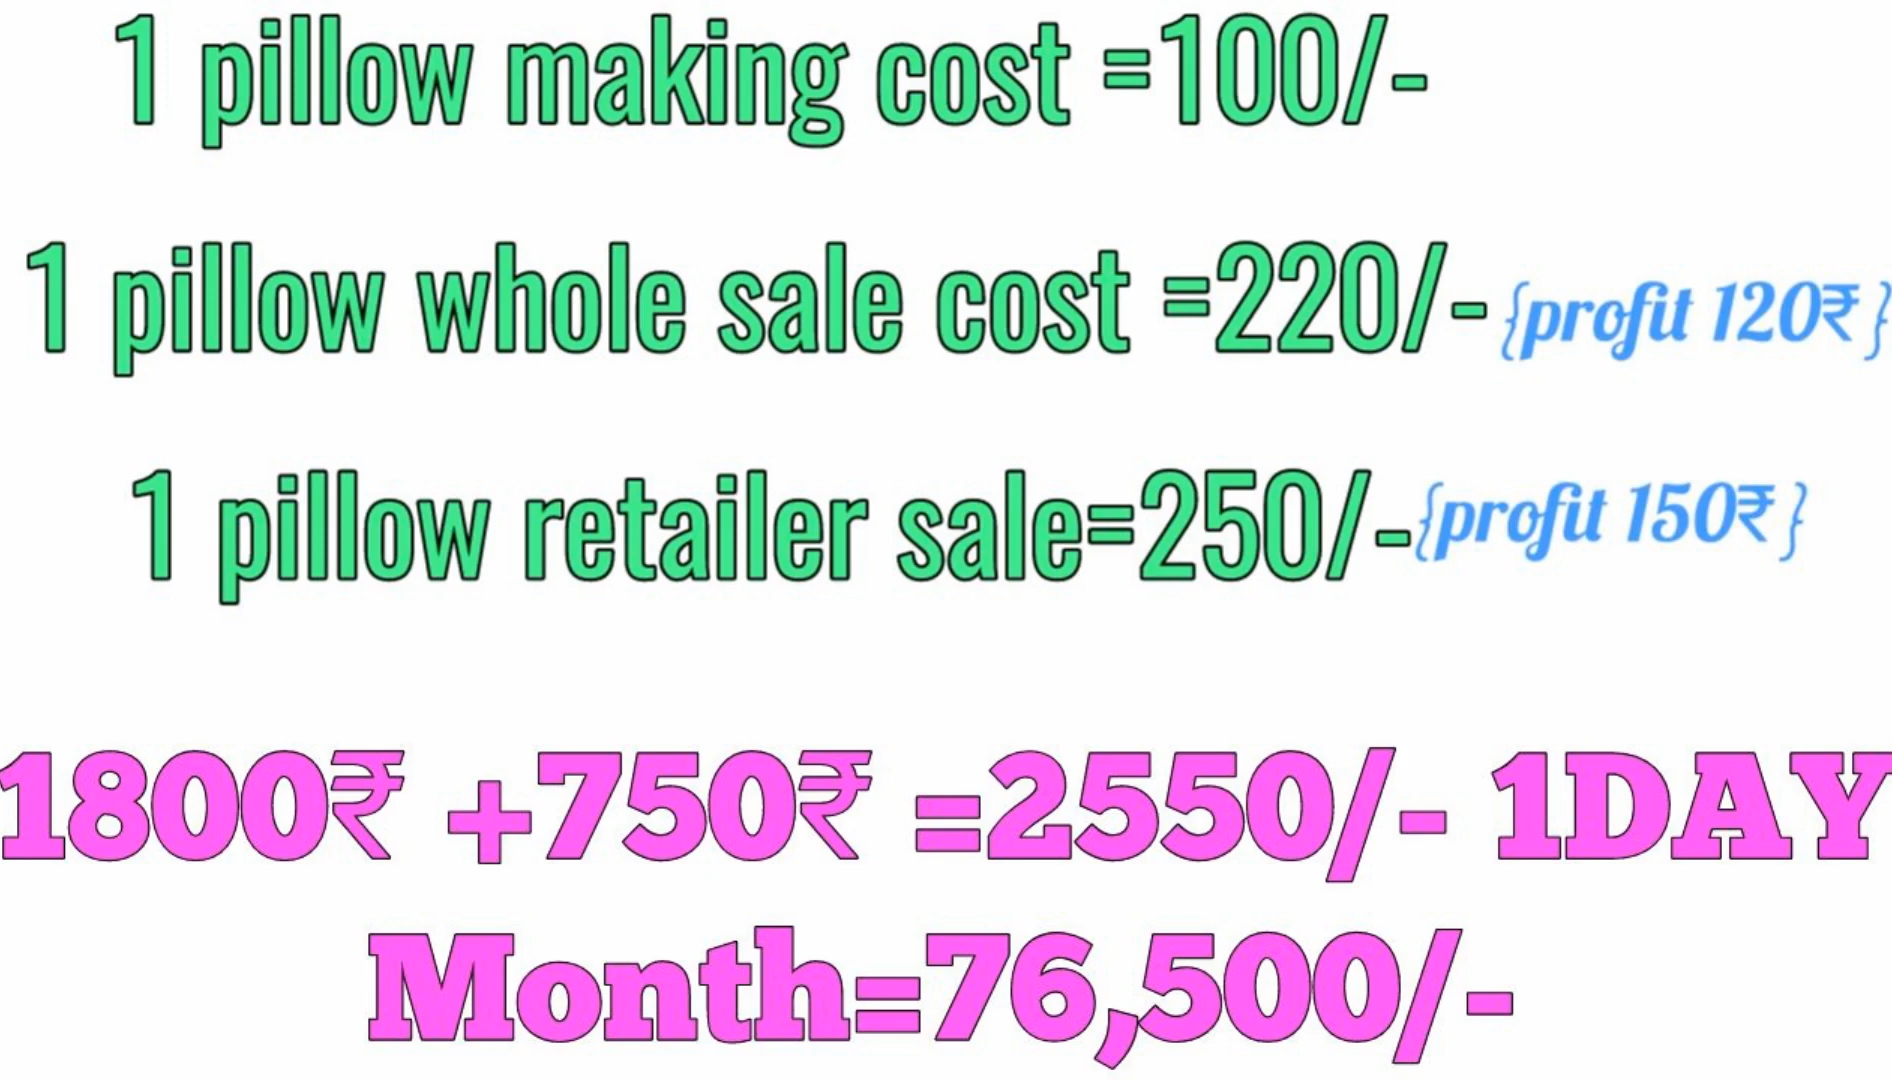 1 pillow making cost =100/-
1 pillow whole sale cost =220/- {profit 120₹}
1 pillow retailer sale=250/- {profit 150₹}
1800₹ +750₹ =2550/- 1DAY
Month=76,500/-